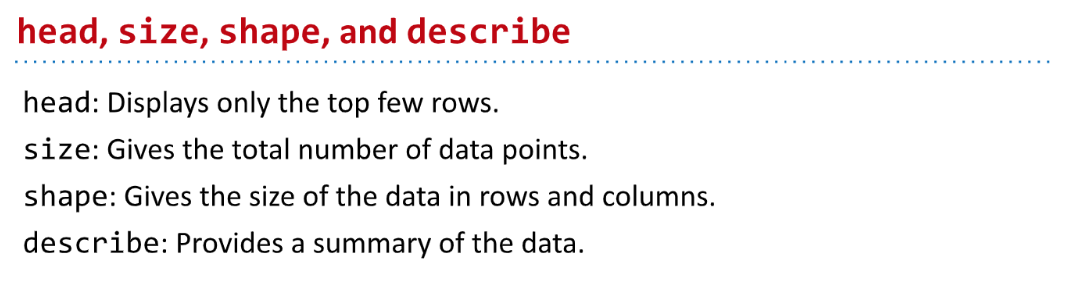 head, size, shape, and describe
head: Displays only the top few rows.
size: Gives the total number of data points.
shape: Gives the size of the data in rows and columns.
describe: Provides a summary of the data.